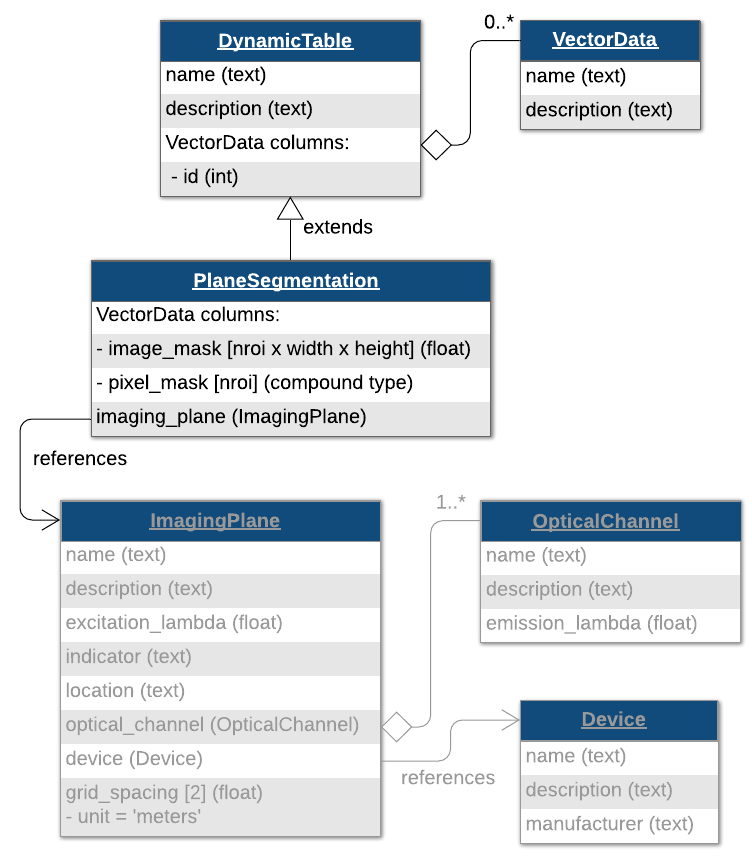 DynamicTable
name (text)
description (text)
VectorData columns:
- id (int)
0..*
VectorData
name (text)
description (text)
extends
PlaneSegmentation
VectorData columns:
- image_mask [nroi x width x height] (float)
- pixel_mask [nroi] (compound type)
imaging_plane (ImagingPlane)
references
ImagingPlane
name (text)
description (text)
excitation_lambda (float)
indicator (text)
location (text)
optical_channel (OpticalChannel)
device (Device)
grid_spacing [2] (float)
- unit = 'meters'
1..*
OpticalChannel
name (text)
description (text)
emission_lambda (float)
references
Device
name (text)
description (text)
manufacturer (text)